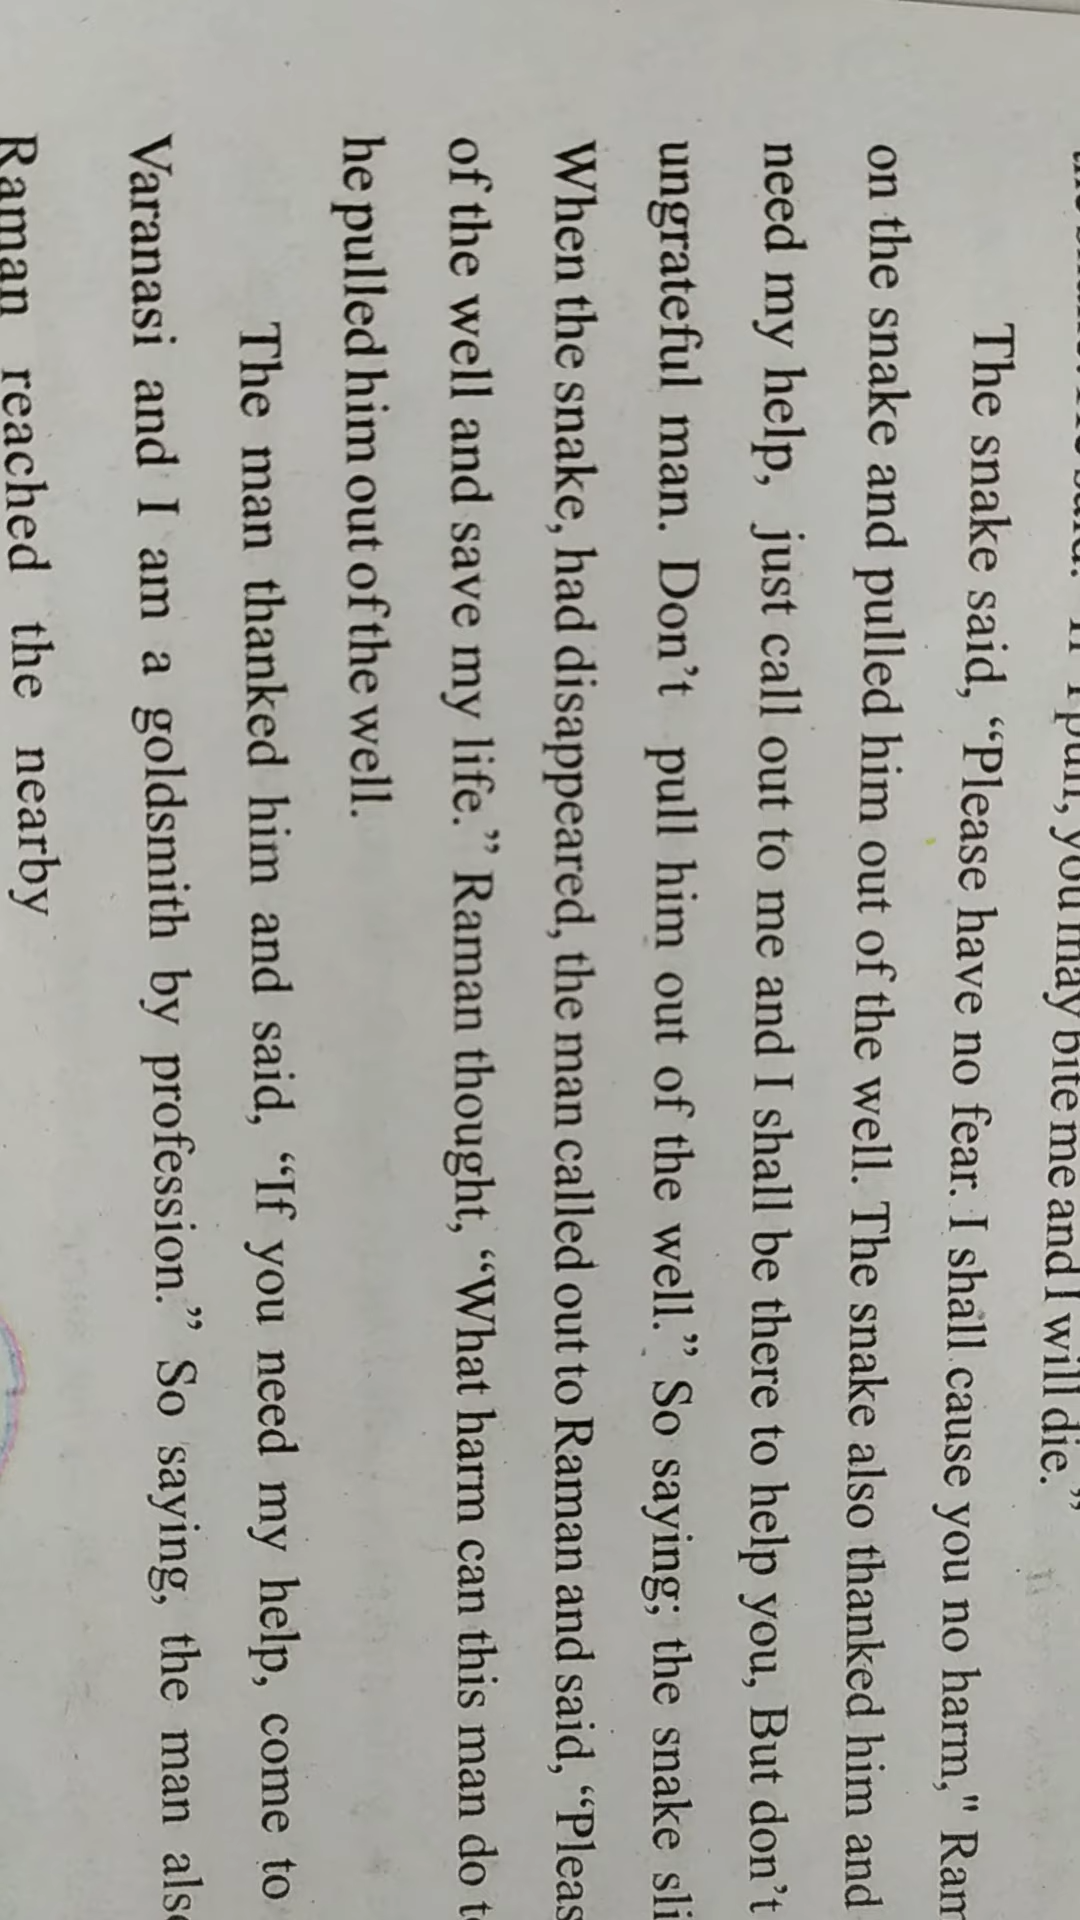 I pull, you may bite me and I will die.”
The snake said, “Please have no fear. I shall cause you no harm," Ram
on the snake and pulled him out of the well. The snake also thanked him and
need my help, just call out to me and I shall be there to help you, But don’t
ungrateful man. Don’t pull him out of the well.” So saying; the snake sli
When the snake, had disappeared, the man called out to Raman and said, “Pleas
of the well and save my life.” Raman thought, “What harm can this man do t
he pulled him out of the well.
The man thanked him and said, “If you need my help, come to
Varanasi and I am a goldsmith by profession.” So saying, the man als
Raman reached the nearby